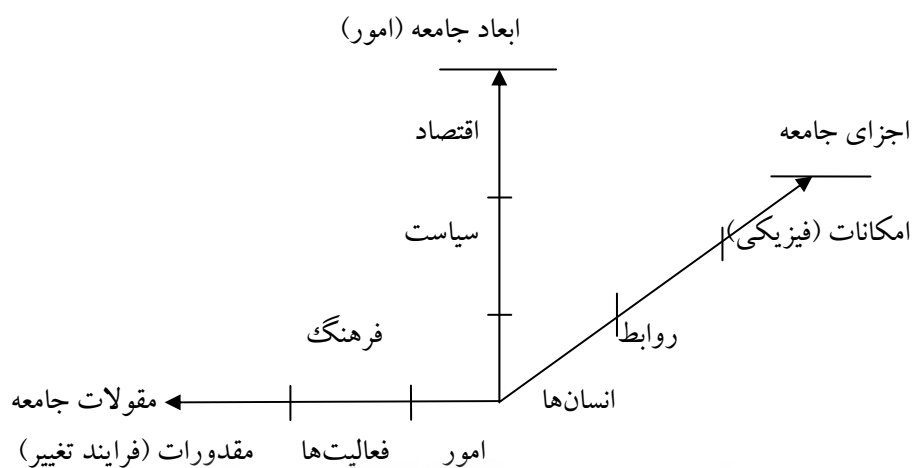 ابعاد جامعه (امور)
اجزای جامعه
اقتصاد
امکانات (فیزیکی)
سیاست
روابط
فرهنگ
انسان‌ها
مقولات جامعه
امور
فعالیت‌ها
مقدورات (فرایند تغییر)